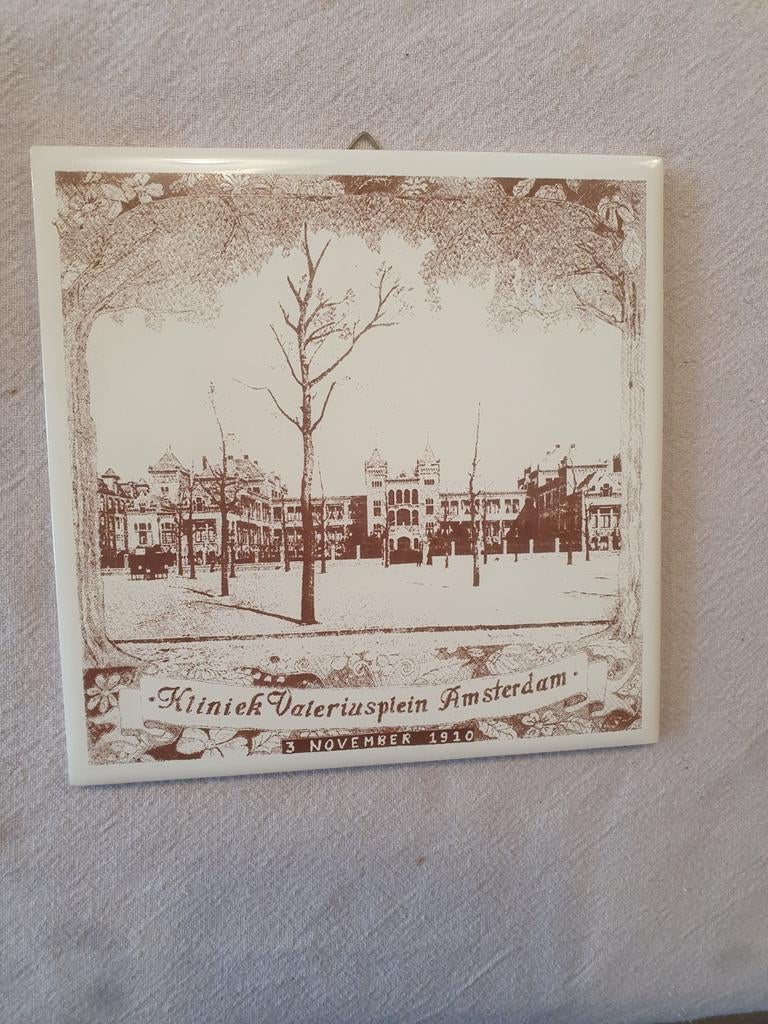 ·Kliniek Valeriusplein Amsterdam·
3 NOVEMBER 1910